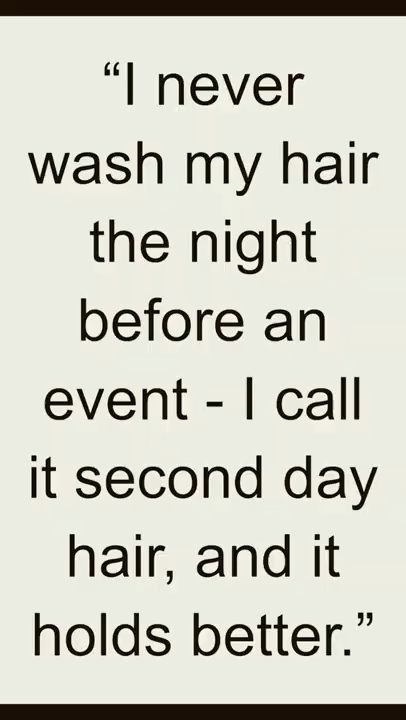 “I never
wash my hair
the night
before an
event - I call
it second day
hair, and it
holds better.”